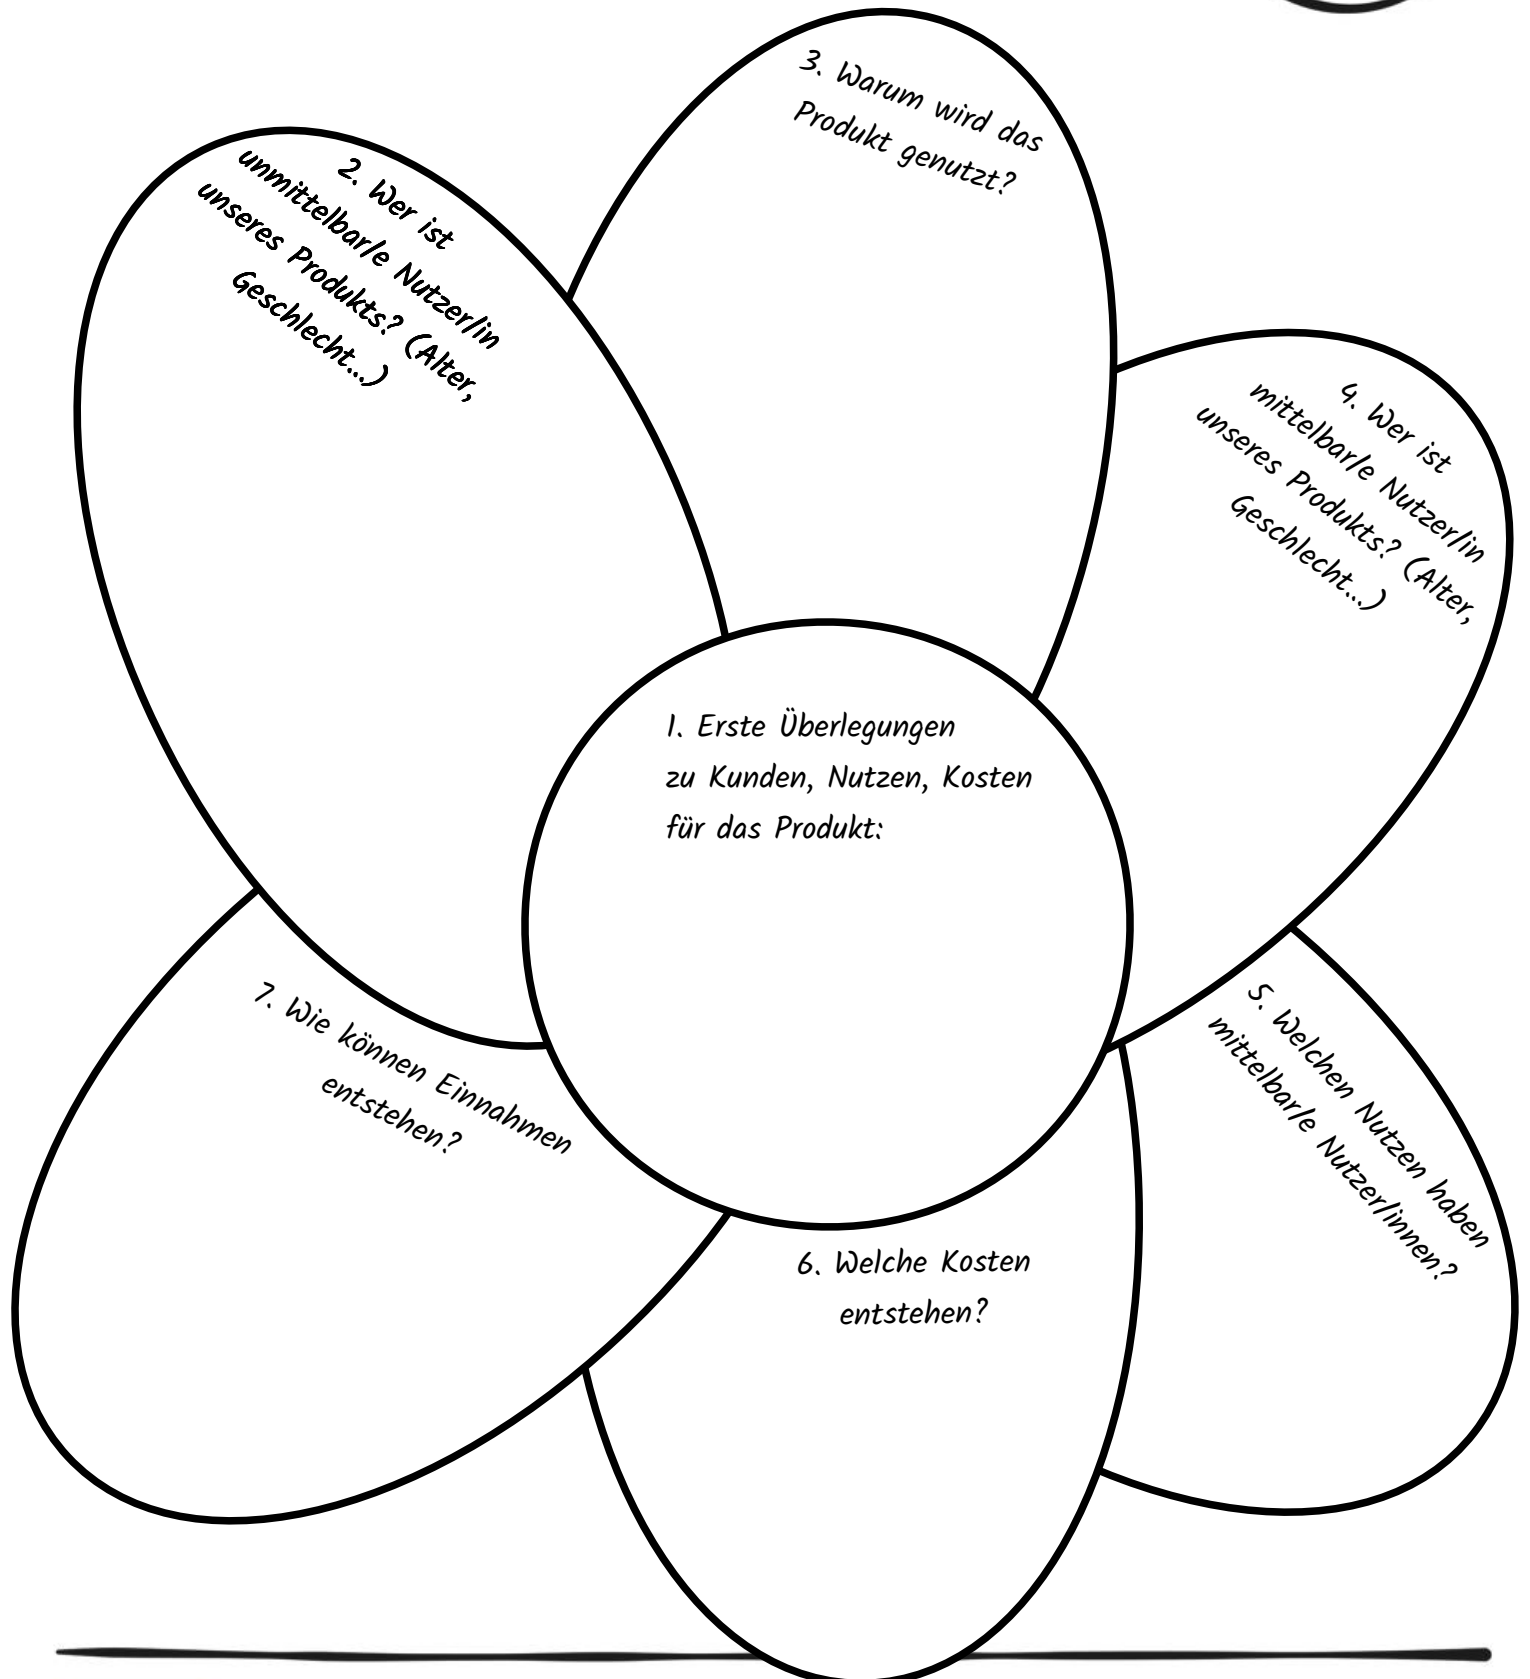 1. Erste Überlegungen
zu Kunden, Nutzen, Kosten
für das Produkt:
2. Wer ist
unmittelbar/e Nutzer/in
unseres Produkts? (Alter,
Geschlecht...)
3. Warum wird das
Produkt genutzt?
4. Wer ist
mittelbar/e Nutzer/in
unseres Produkts? (Alter,
Geschlecht...)
5. Welchen Nutzen haben
mittelbar/e Nutzer/innen?
6. Welche Kosten
entstehen?
7. Wie können Einnahmen
entstehen?